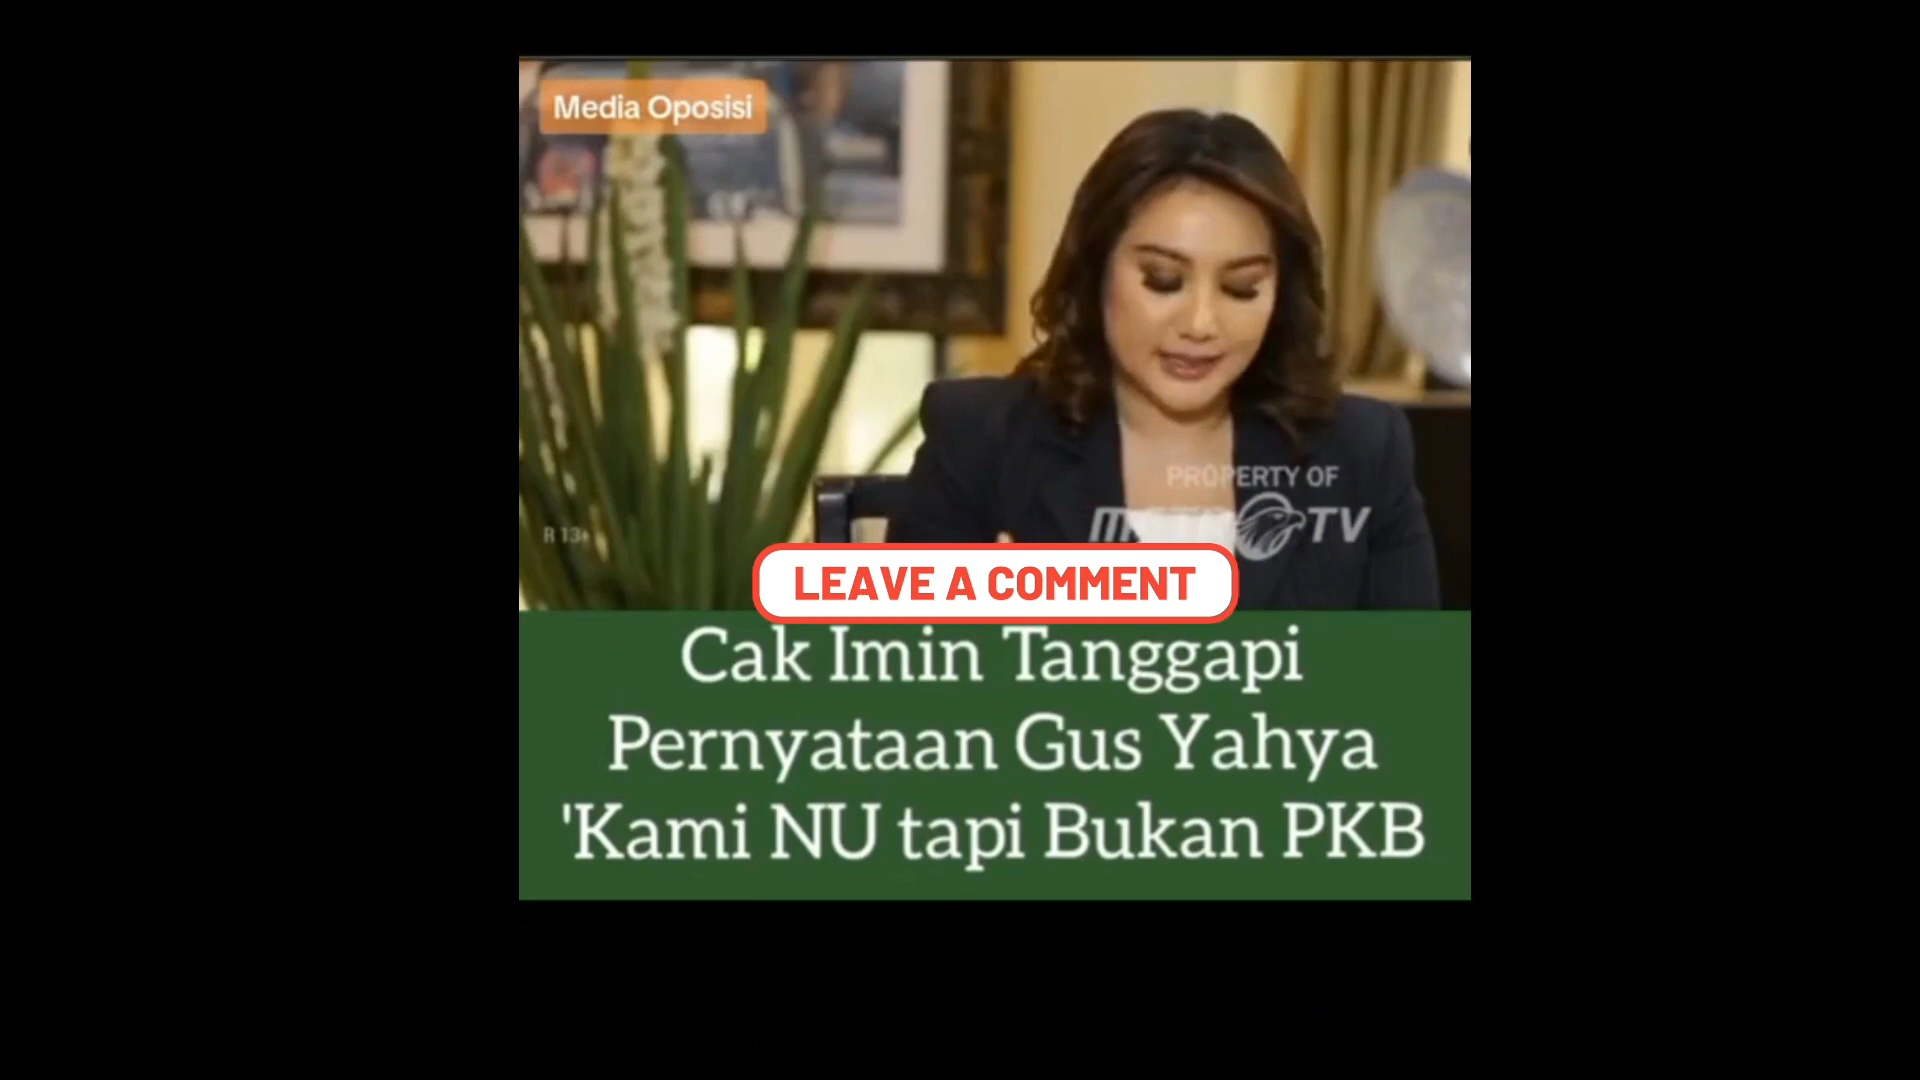 Media Oposisi
PROPERTY OF
METRO TV
R 13+
LEAVE A COMMENT
Cak Imin Tanggapi
Pernyataan Gus Yahya
'Kami NU tapi Bukan PKB